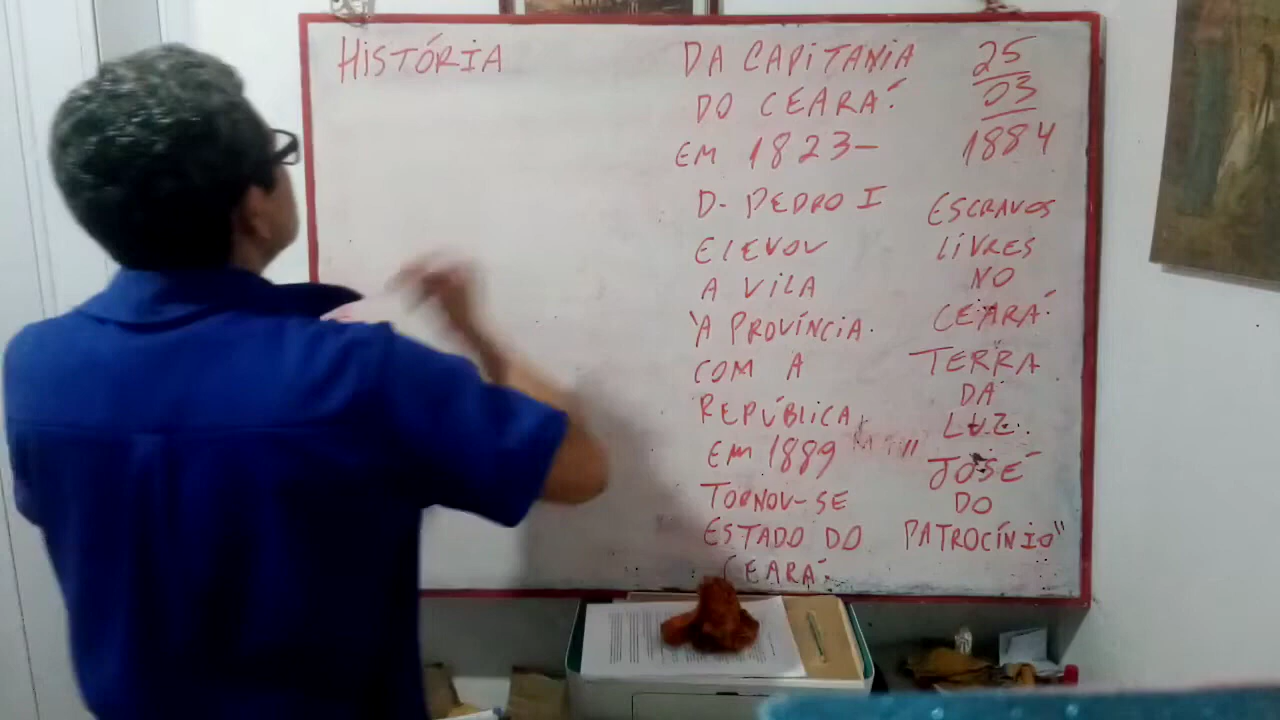 HISTÓRIA
DA CAPITANIA
DO CEARÁ.
EM 1823-
D. PEDRO I
ELEVOU
A VILA
'A PROVÍNCIA.
COM A
REPÚBLICA,
EM 1889
TORNOU-SE
ESTADO DO
CEARÁ.
25
03
1884
ESCRAVOS
LIVRES
NO
CEARÁ.
"TERRA
DA
LUZ.
JOSÉ
DO
PATROCÍNIO"